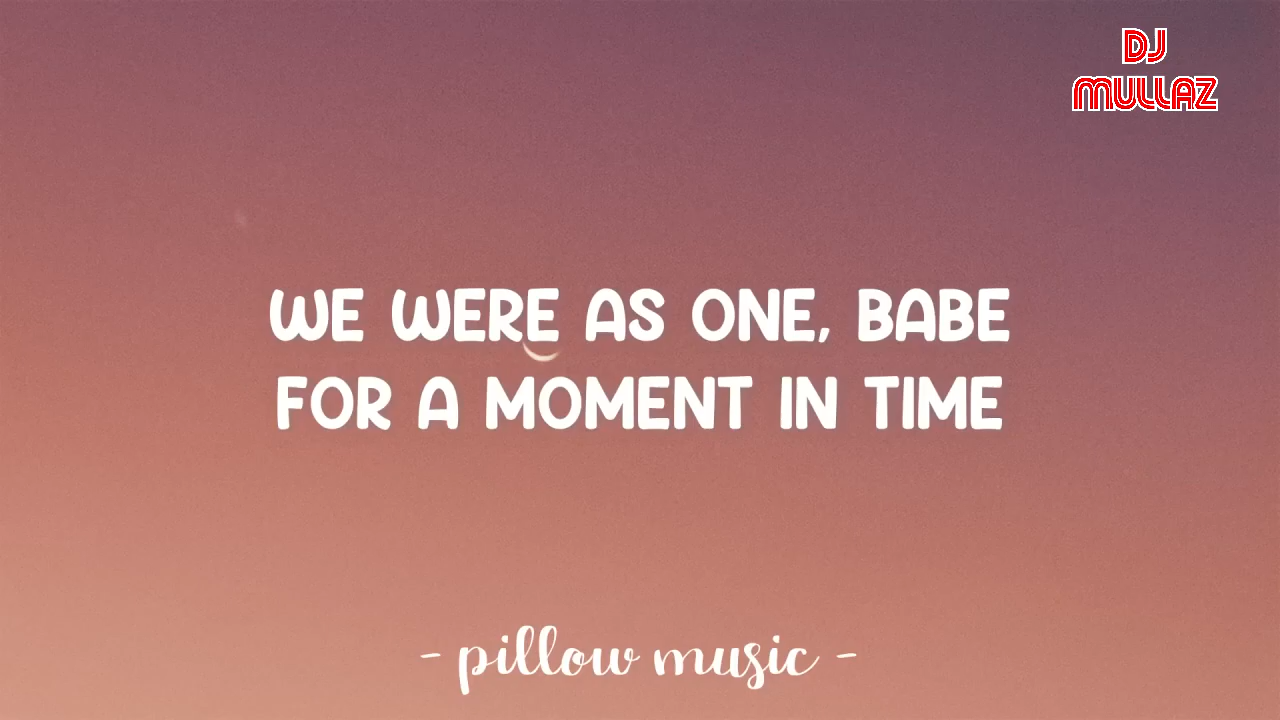 DJ
MULLAZ
WE WERE AS ONE, BABE
FOR A MOMENT IN TIME
- pillow music -